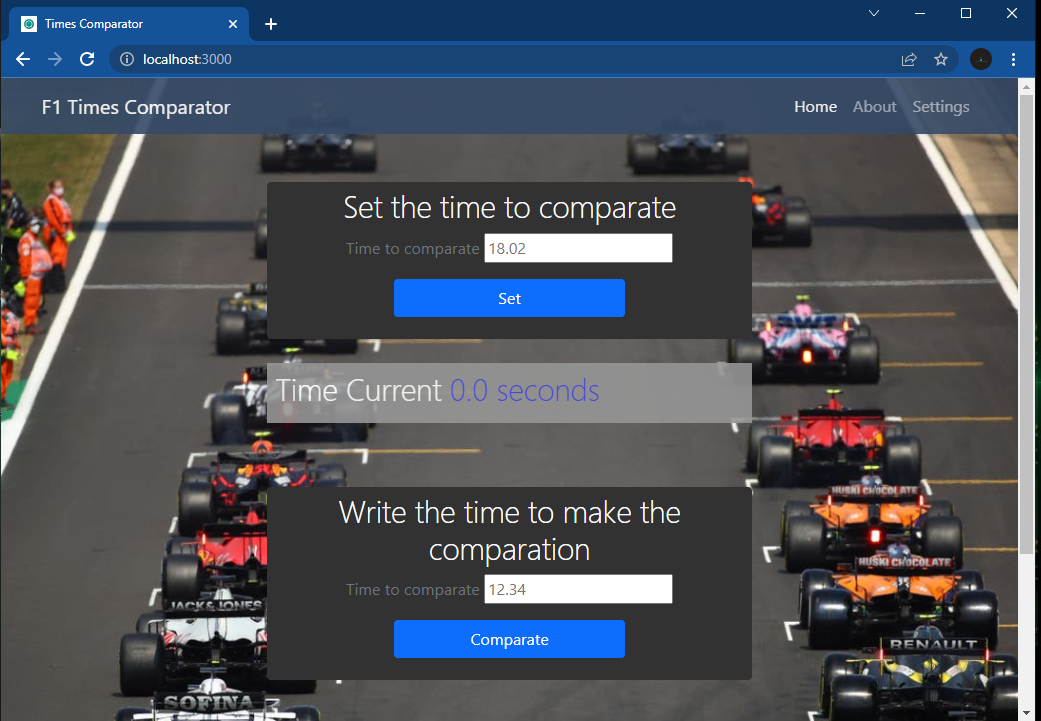 Times Comparator
localhost:3000
F1 Times Comparator
Home About Settings
Set the time to comparate
Time to comparate 18.02
Set
BWT
Time Current 0.0 seconds
HUSKI CHOCOLATE
Write the time to make the
comparation
HUSKI CHOCOLATE
Time to comparate 12.34
JACK & JONES
Comparate
RENAULT
SOFINA